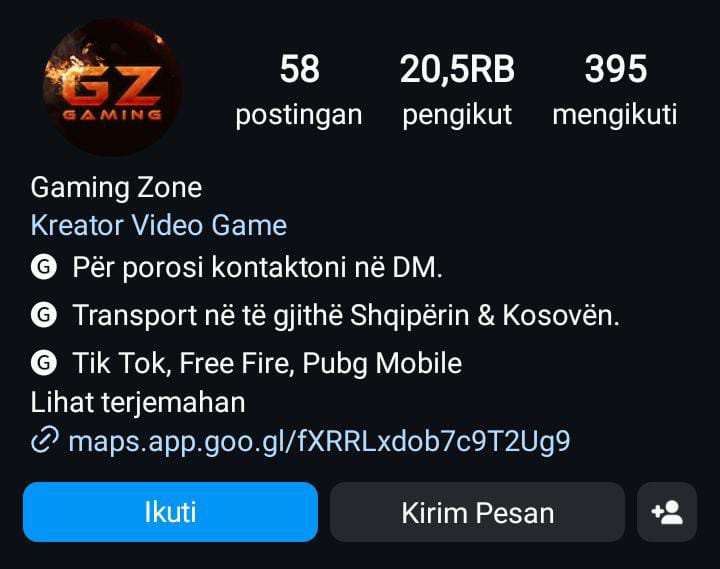 GZ
GAMING
58 20,5RB 395
postingan pengikut mengikuti
Gaming Zone
Kreator Video Game
G Për porosi kontaktoni në DM.
G Transport në të gjithë Shqipërin & Kosovën.
G Tik Tok, Free Fire, Pubg Mobile
Lihat terjemahan
maps.app.goo.gl/fXRRLxdob7c9T2Ug9
Ikuti Kirim Pesan